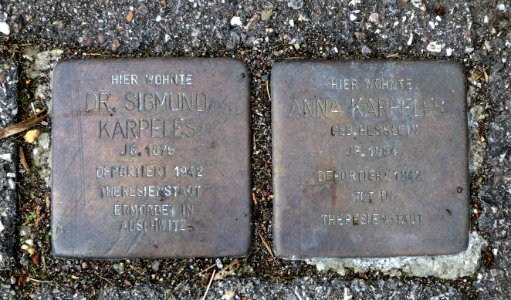 HIER WOHNTE
DR. SIGMUND
KARPELES
JG. 1876
DEPORTIERT 1942
THERESIENSTADT
ERMORDET IN
AUSCHWITZ
HIER WOHNTE
ANNA KARPELES
GEB. HESSLEIN
JG. 1884
DEPORTIERT 1942
TOT IN
THERESIENSTADT